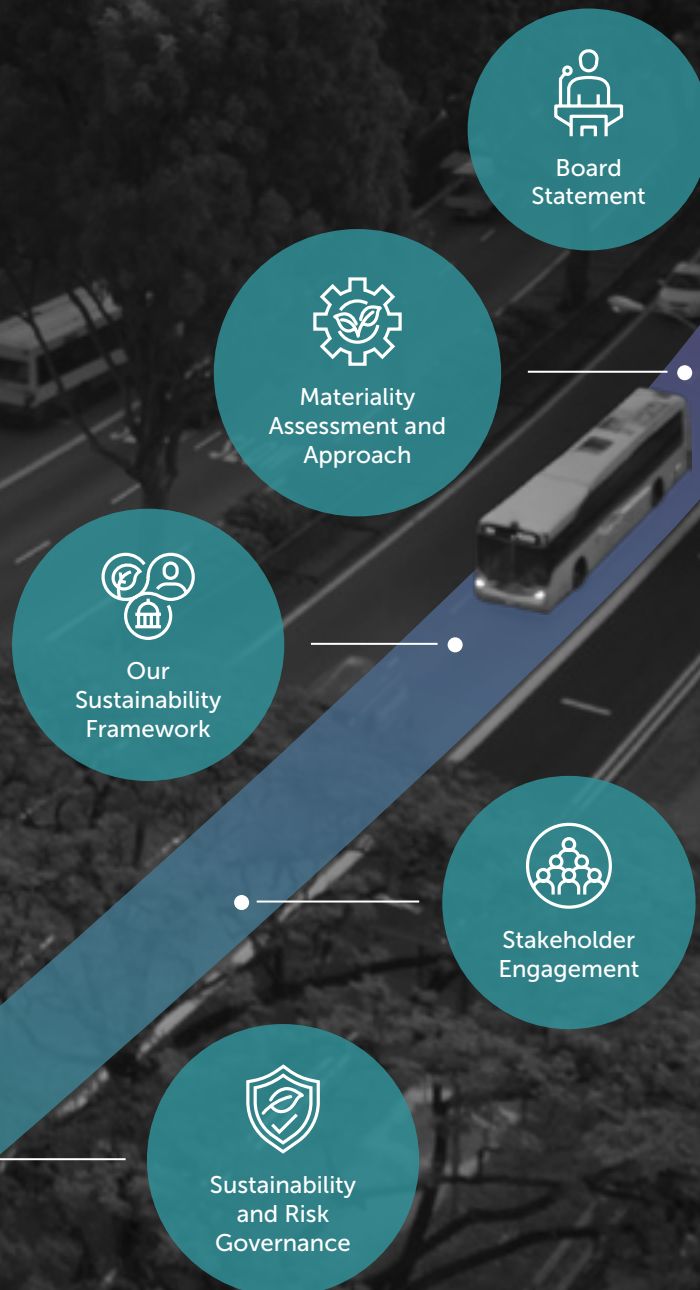 Board
Statement
Materiality
Assessment and
Approach
Our
Sustainability
Framework
Stakeholder
Engagement
Sustainability
and Risk
Governance